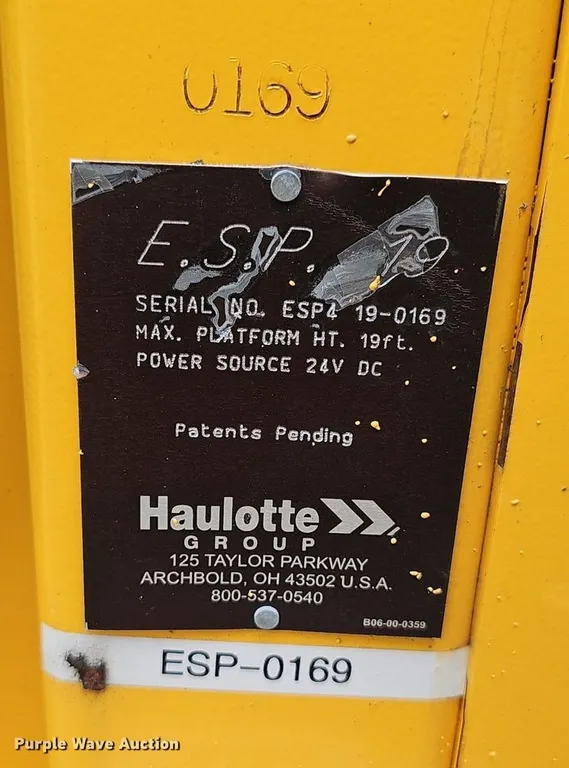 0169
E.S.P. 19
SERIAL NO. ESP4 19-0169
MAX. PLATFORM HT. 19ft.
POWER SOURCE 24V DC
Patents Pending
Haulotte
GROUP
125 TAYLOR PARKWAY
ARCHBOLD, OH 43502 U.S.A.
800-537-0540
B06-00-0359
ESP-0169
Purple Wave Auction